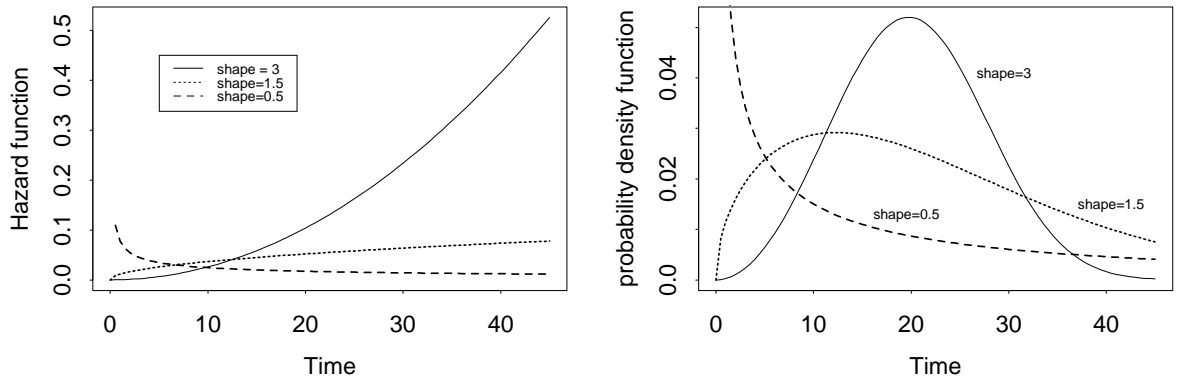 Hazard function
0.5
0.4
0.3
0.2
0.1
0.0
shape = 3
shape=1.5
shape=0.5
0 10 20 30 40
Time
probability density function
0.04
0.02
0.0
shape=3
shape=1.5
shape=0.5
0 10 20 30 40
Time